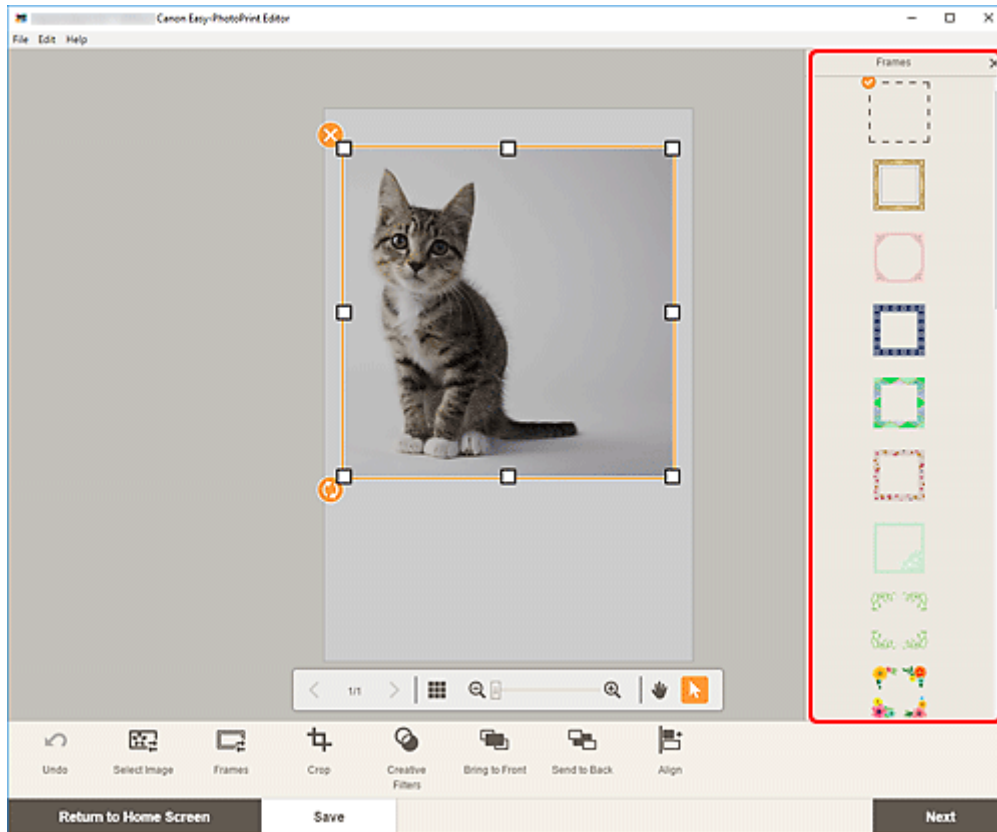 Canon Easy-PhotoPrint Editor
File Edit Help
Frames
1/1
Undo
Select Image
Frames
Crop
Creative
Filters
Bring to Front
Send to Back
Align
Return to Home Screen
Save
Next